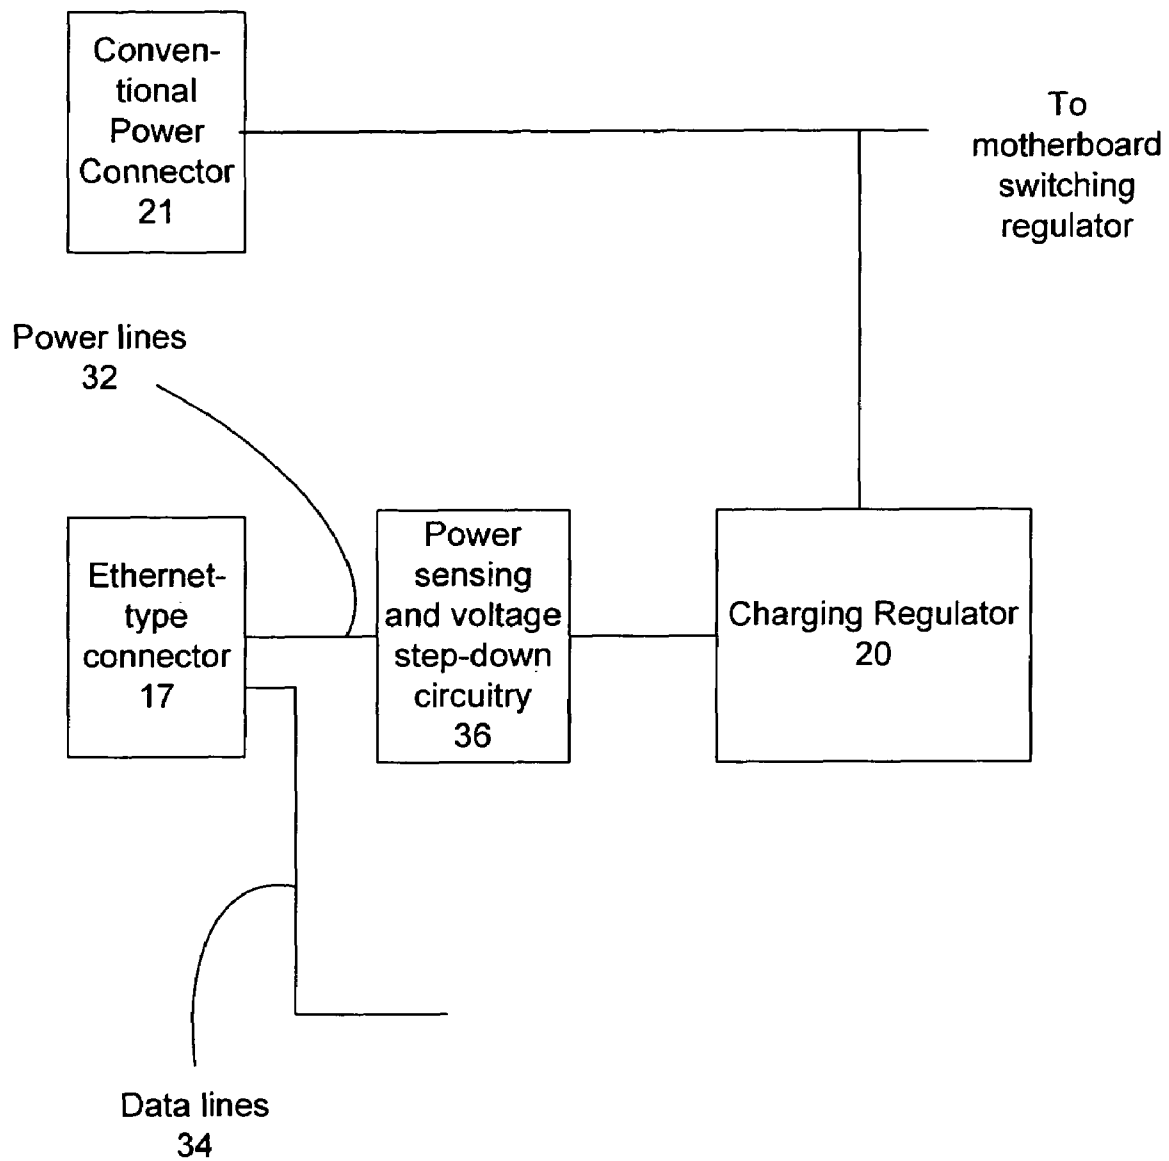 Conven-
tional
Power
Connector
21
To
motherboard
switching
regulator
Power lines
32
Ethernet-
type
connector
17
Power
sensing
and voltage
step-down
circuitry
36
Charging Regulator
20
Data lines
34